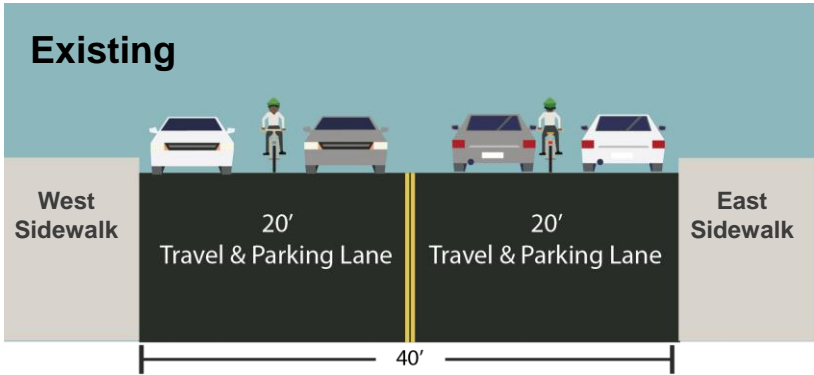 Existing
West
Sidewalk
20’
Travel & Parking Lane
20’
Travel & Parking Lane
East
Sidewalk
40’